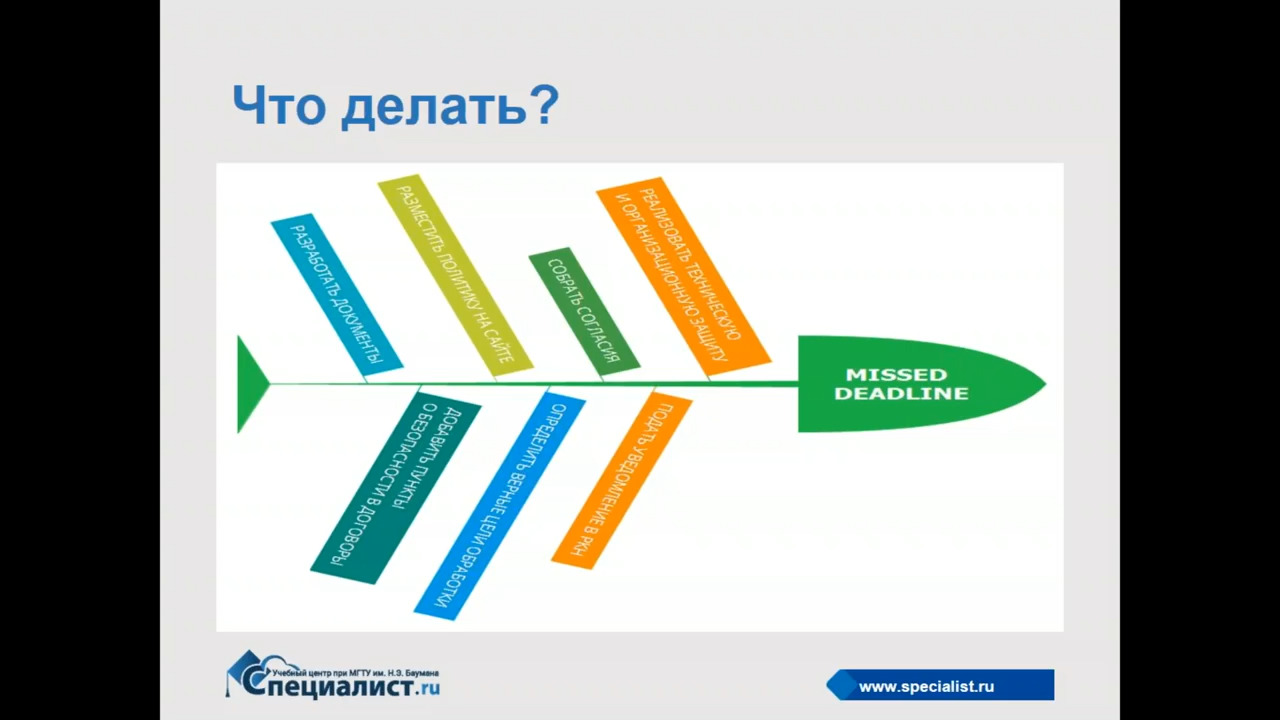 Что делать?
РАЗРАБОТАТЬ ДОКУМЕНТЫ
РАЗМЕСТИТЬ ПОЛИТИКУ НА САЙТЕ
СОБРАТЬ СОГЛАСИЯ
РЕАЛИЗОВАТЬ ТЕХНИЧЕСКУЮ
И ОРГАНИЗАЦИОННУЮ ЗАЩИТУ
MISSED
DEADLINE
ДОБАВИТЬ ПУНКТЫ
О БЕЗОПАСНОСТИ В ДОГОВОРЫ
ОПРЕДЕЛИТЬ ВЕРНЫЕ ЦЕЛИ ОБРАБОТКИ
ПОДАТЬ УВЕДОМЛЕНИЕ В РКН
Учебный центр при МГТУ им. Н.Э. Баумана
Специалист.ru
www.specialist.ru